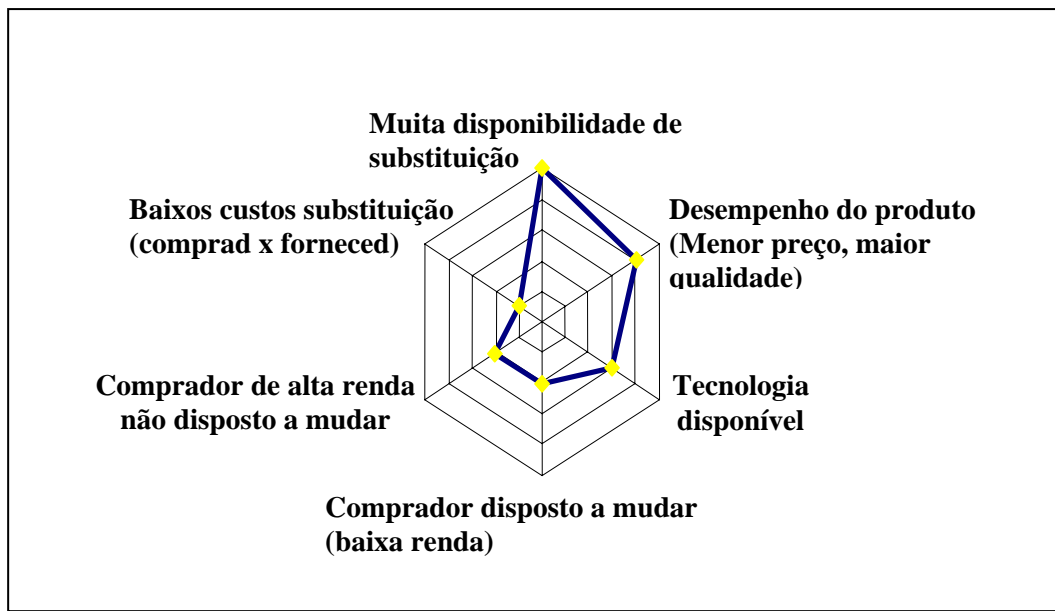 Muita disponibilidade de
substituição
Baixos custos substituição
(comprad x forneced)
Desempenho do produto
(Menor preço, maior
qualidade)
Comprador de alta renda
não disposto a mudar
Tecnologia
disponível
Comprador disposto a mudar
(baixa renda)